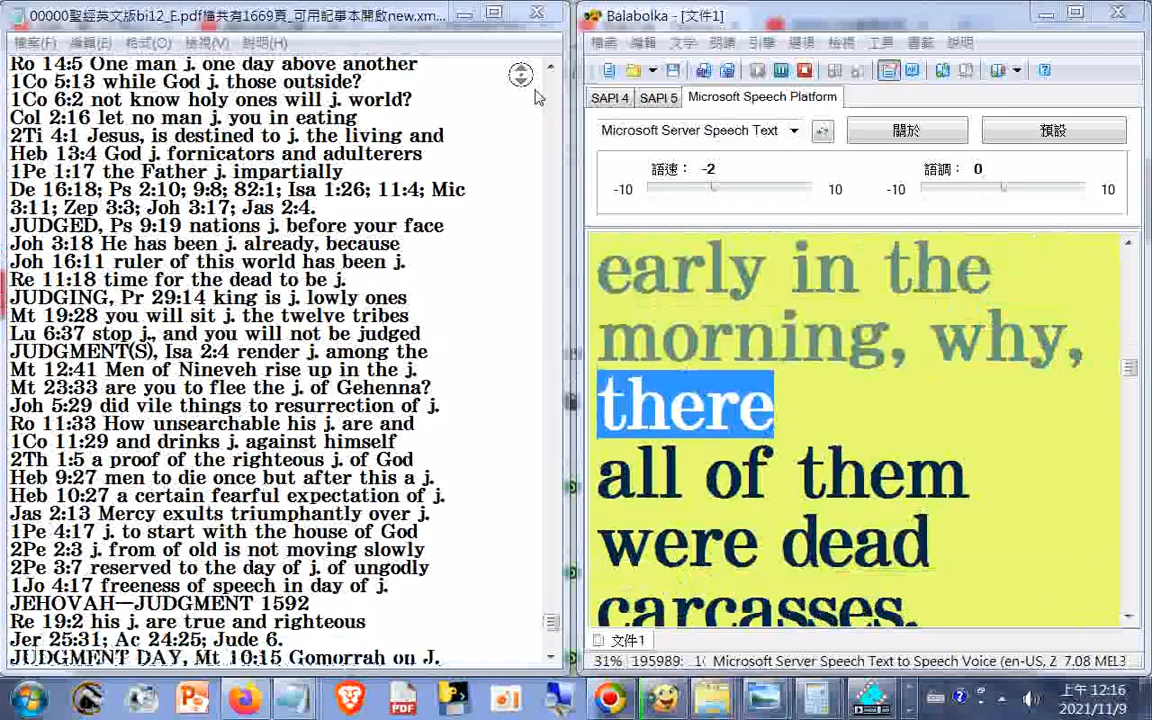 00000聖經英文版bi12_E.pdf檔共有1669頁_可用記事本開啟new.xm...
檔案(F) 編輯(E) 格式(O) 檢視(V) 說明(H)
Ro 14:5 One man j. one day above another
1Co 5:13 while God j. those outside?
1Co 6:2 not know holy ones will j. world?
Col 2:16 let no man j. you in eating
2Ti 4:1 Jesus, is destined to j. the living and
Heb 13:4 God j. fornicators and adulterers
1Pe 1:17 the Father j. impartially
De 16:18; Ps 2:10; 9:8; 82:1; Isa 1:26; 11:4; Mic
3:11; Zep 3:3; Joh 3:17; Jas 2:4.
JUDGED, Ps 9:19 nations j. before your face
Joh 3:18 He has been j. already, because
Joh 16:11 ruler of this world has been j.
Re 11:18 time for the dead to be j.
JUDGING, Pr 29:14 king is j. lowly ones
Mt 19:28 you will sit j. the twelve tribes
Lu 6:37 stop j., and you will not be judged
JUDGMENT(S), Isa 2:4 render j. among the
Mt 12:41 Men of Nineveh rise up in the j.
Mt 23:33 are you to flee the j. of Gehenna?
Joh 5:29 did vile things to resurrection of j.
Ro 11:33 How unsearchable his j. are and
1Co 11:29 and drinks j. against himself
2Th 1:5 a proof of the righteous j. of God
Heb 9:27 men to die once but after this a j.
Heb 10:27 a certain fearful expectation of j.
Jas 2:13 Mercy exults triumphantly over j.
1Pe 4:17 j. to start with the house of God
2Pe 2:3 j. from of old is not moving slowly
2Pe 3:7 reserved to the day of j. of ungodly
1Jo 4:17 freeness of speech in day of j.
JEHOVAH—JUDGMENT 1592
Re 19:2 his j. are true and righteous
Jer 25:31; Ac 24:25; Jude 6.
JUDGMENT DAY, Mt 10:15 Gomorrah on J.
Balabolka - [文件1]
檔案 編輯 文字 朗讀 引擎 選項 檢視 工具 書籤 說明
SAPI 4 SAPI 5 Microsoft Speech Platform
Microsoft Server Speech Text 關於 預設
語速: -2 語調: 0
-10 10 -10 10
early in the
morning, why,
there
all of them
were dead
carcasses.
文件1
31% 195989: Microsoft Server Speech Text to Speech Voice (en-US, Z 7.08 MEL3
PDF
上午 12:16
2021/11/9